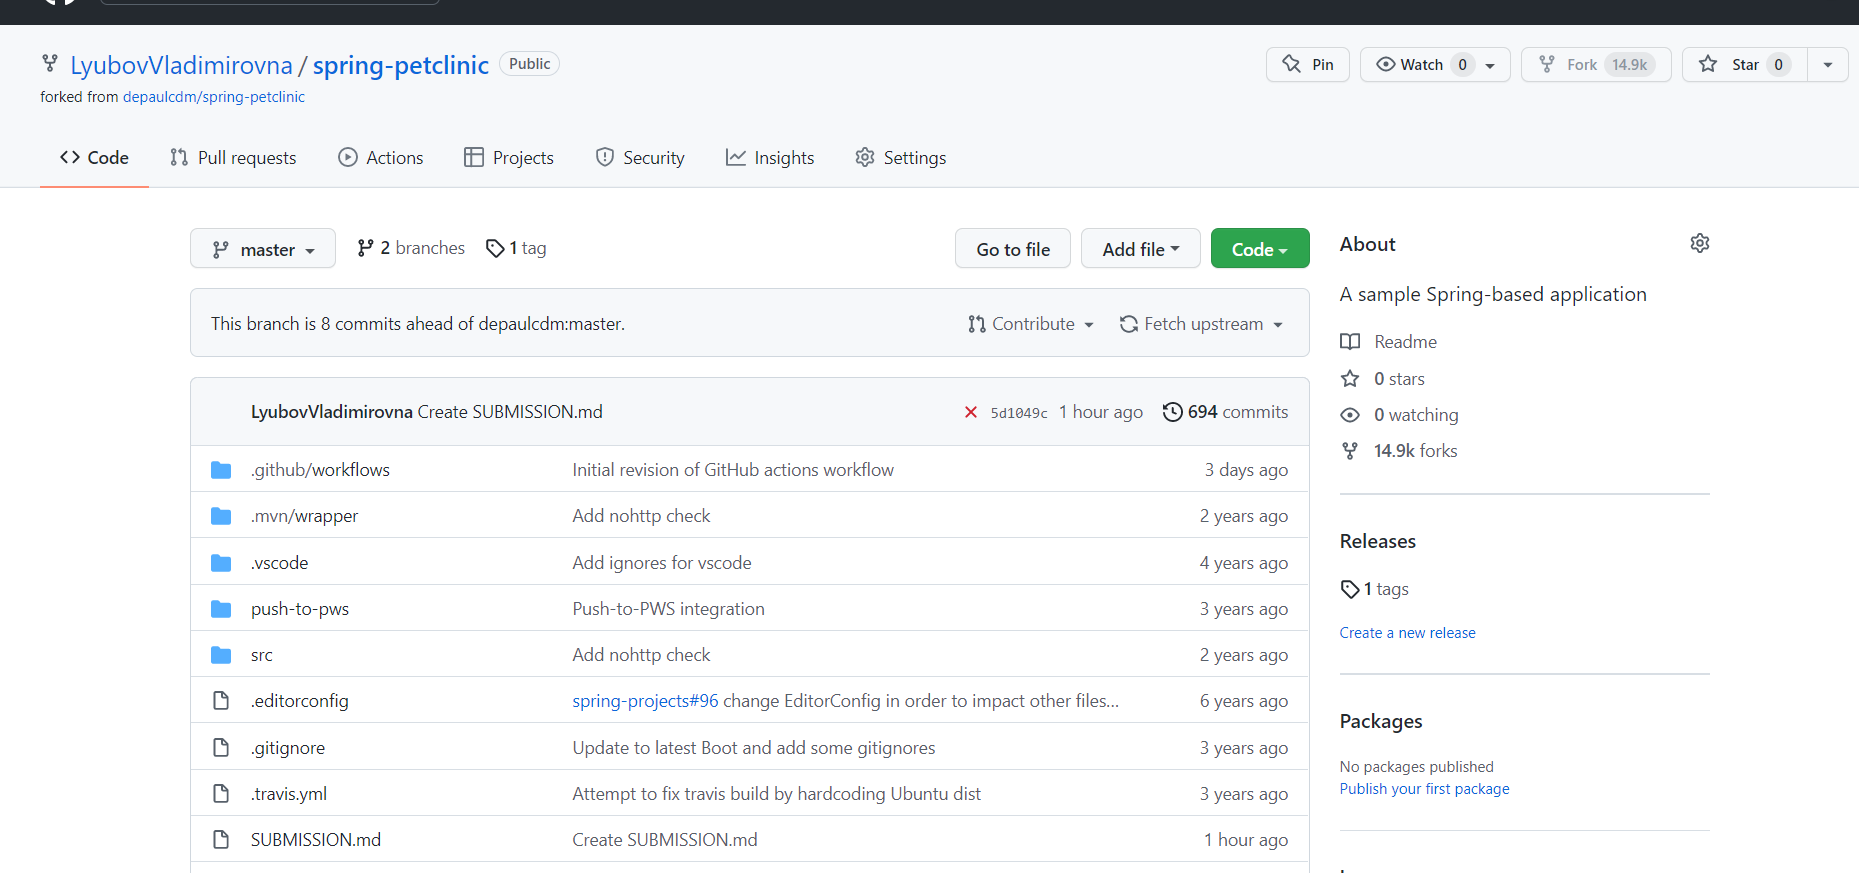 LyubovVladimirovna / spring-petclinic Public
Pin Watch 0 Fork 14.9k Star 0
forked from depaulcdm/spring-petclinic
Code Pull requests Actions Projects Security Insights Settings
master 2 branches 1 tag Go to file Add file Code
This branch is 8 commits ahead of depaulcdm:master. Contribute Fetch upstream
LyubovVladimirovna Create SUBMISSION.md 5d1049c 1 hour ago 694 commits
.github/workflows Initial revision of GitHub actions workflow 3 days ago
.mvn/wrapper Add nohttp check 2 years ago
.vscode Add ignores for vscode 4 years ago
push-to-pws Push-to-PWS integration 3 years ago
src Add nohttp check 2 years ago
.editorconfig spring-projects#96 change EditorConfig in order to impact other files... 6 years ago
.gitignore Update to latest Boot and add some gitignores 3 years ago
.travis.yml Attempt to fix travis build by hardcoding Ubuntu dist 3 years ago
SUBMISSION.md Create SUBMISSION.md 1 hour ago
About
A sample Spring-based application
Readme
0 stars
0 watching
14.9k forks
Releases
1 tags
Create a new release
Packages
No packages published
Publish your first package